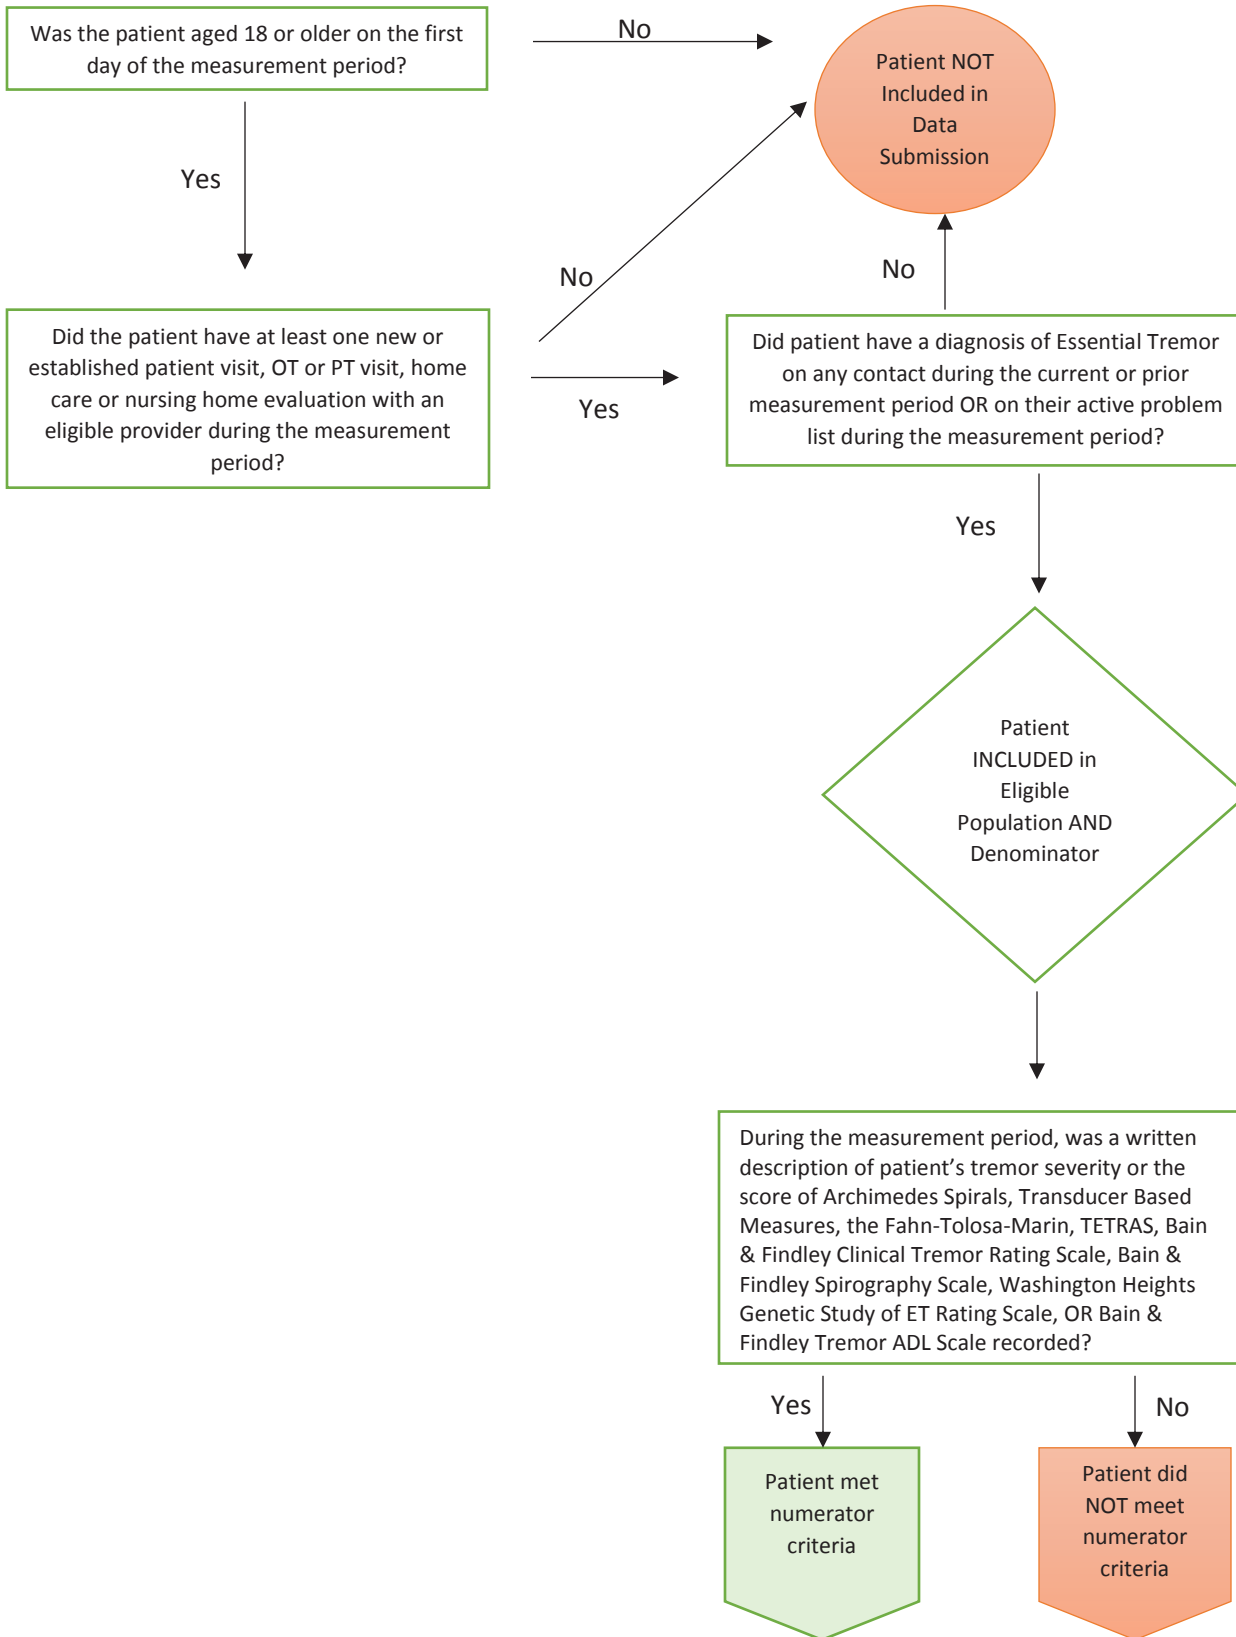 Was the patient aged 18 or older on the first
day of the measurement period?
No
Patient NOT
Included in
Data
Submission
Yes
No
No
Did the patient have at least one new or
established patient visit, OT or PT visit, home
care or nursing home evaluation with an
eligible provider during the measurement
period?
Yes
Did patient have a diagnosis of Essential Tremor
on any contact during the current or prior
measurement period OR on their active problem
list during the measurement period?
Yes
Patient
INCLUDED in
Eligible
Population AND
Denominator
During the measurement period, was a written
description of patient’s tremor severity or the
score of Archimedes Spirals, Transducer Based
Measures, the Fahn-Tolosa-Marin, TETRAS, Bain
& Findley Clinical Tremor Rating Scale, Bain &
Findley Spirography Scale, Washington Heights
Genetic Study of ET Rating Scale, OR Bain &
Findley Tremor ADL Scale recorded?
Yes
No
Patient met
numerator
criteria
Patient did
NOT meet
numerator
criteria